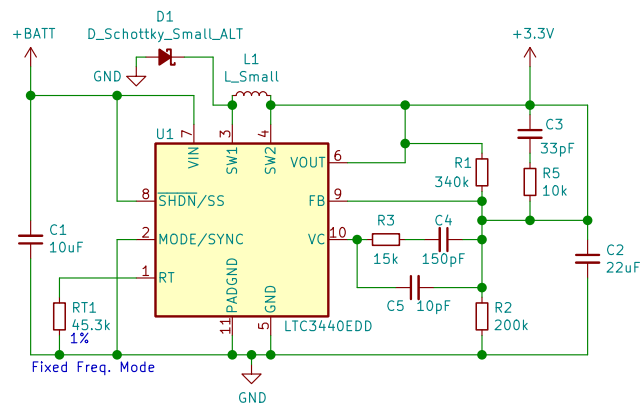 D1
+BATT
D_Schottky_Small_ALT
+3.3V
GND
L1
L_Small
U1
7
3
4
C3
33pF
VIN
SW1
SW2
VOUT
6
R1
340k
R5
10k
8
SHDN/SS
FB
9
C1
10uF
2
MODE/SYNC
VC
10
R3
15k
C4
150pF
C2
22uF
1
RT
C5
10pF
RT1
45.3k
1%
PADGND
GND
11
5
LTC3440EDD
R2
200k
Fixed Freq. Mode
GND